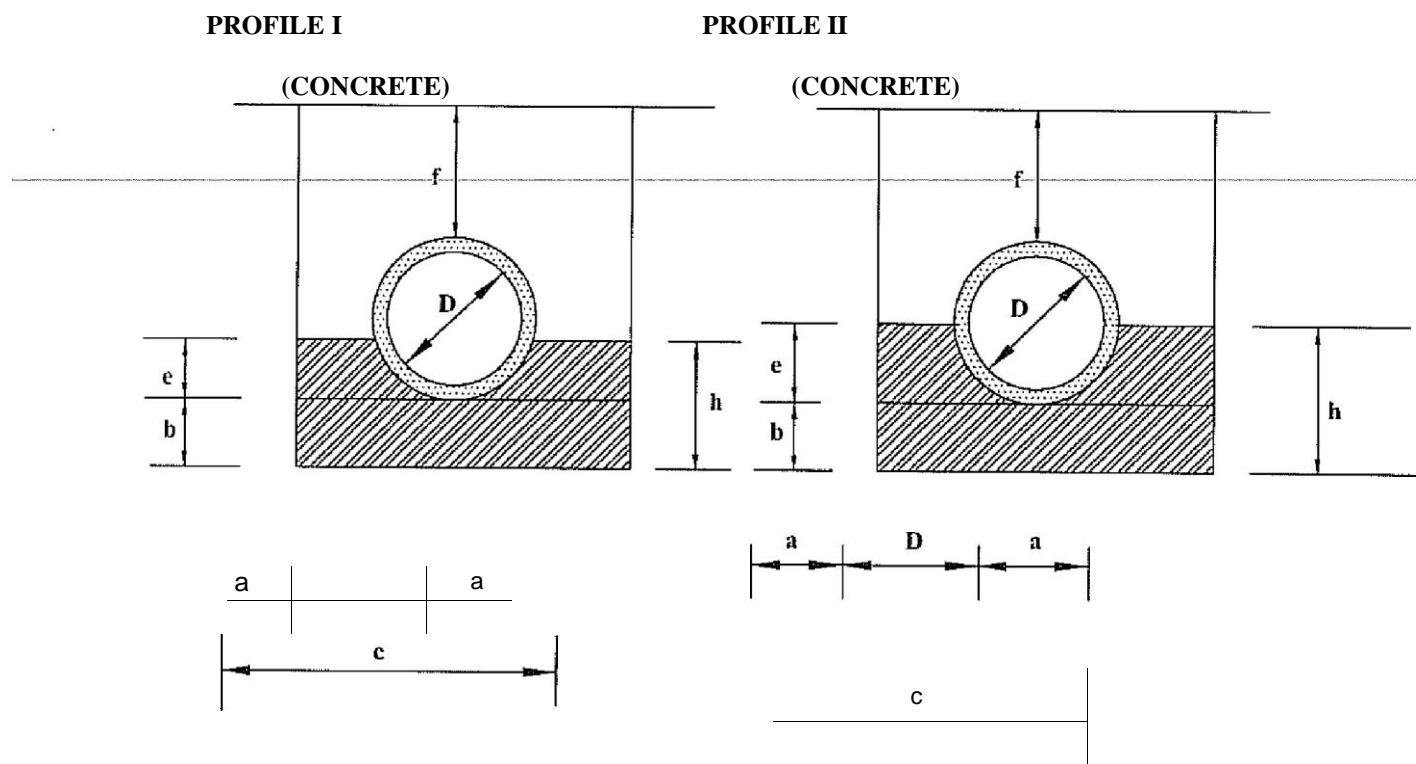 PROFILE I PROFILE II
(CONCRETE) (CONCRETE)
f f
D D
e e
h h
b b
a D a
a a
c
c